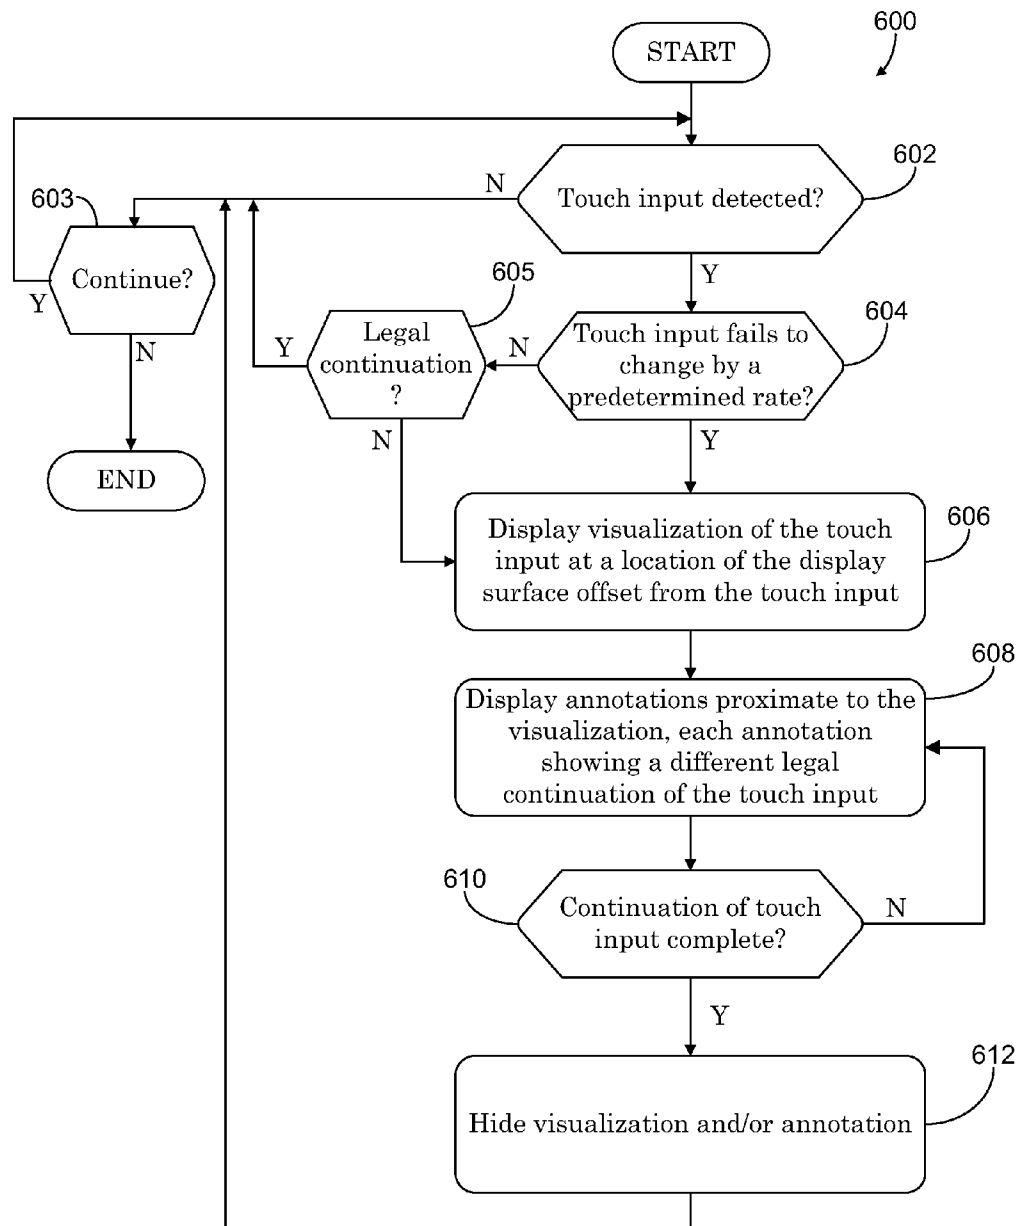 600
START
602
Touch input detected?
N
603
Continue?
Y
Y
605
604
Legal
continuation
?
Touch input fails to
change by a
predetermined rate?
N
Y
N
N
Y
END
Display visualization of the touch
input at a location of the display
surface offset from the touch input
606
608
Display annotations proximate to the
visualization, each annotation
showing a different legal
continuation of the touch input
610
Continuation of touch
input complete?
N
Y
612
Hide visualization and/or annotation